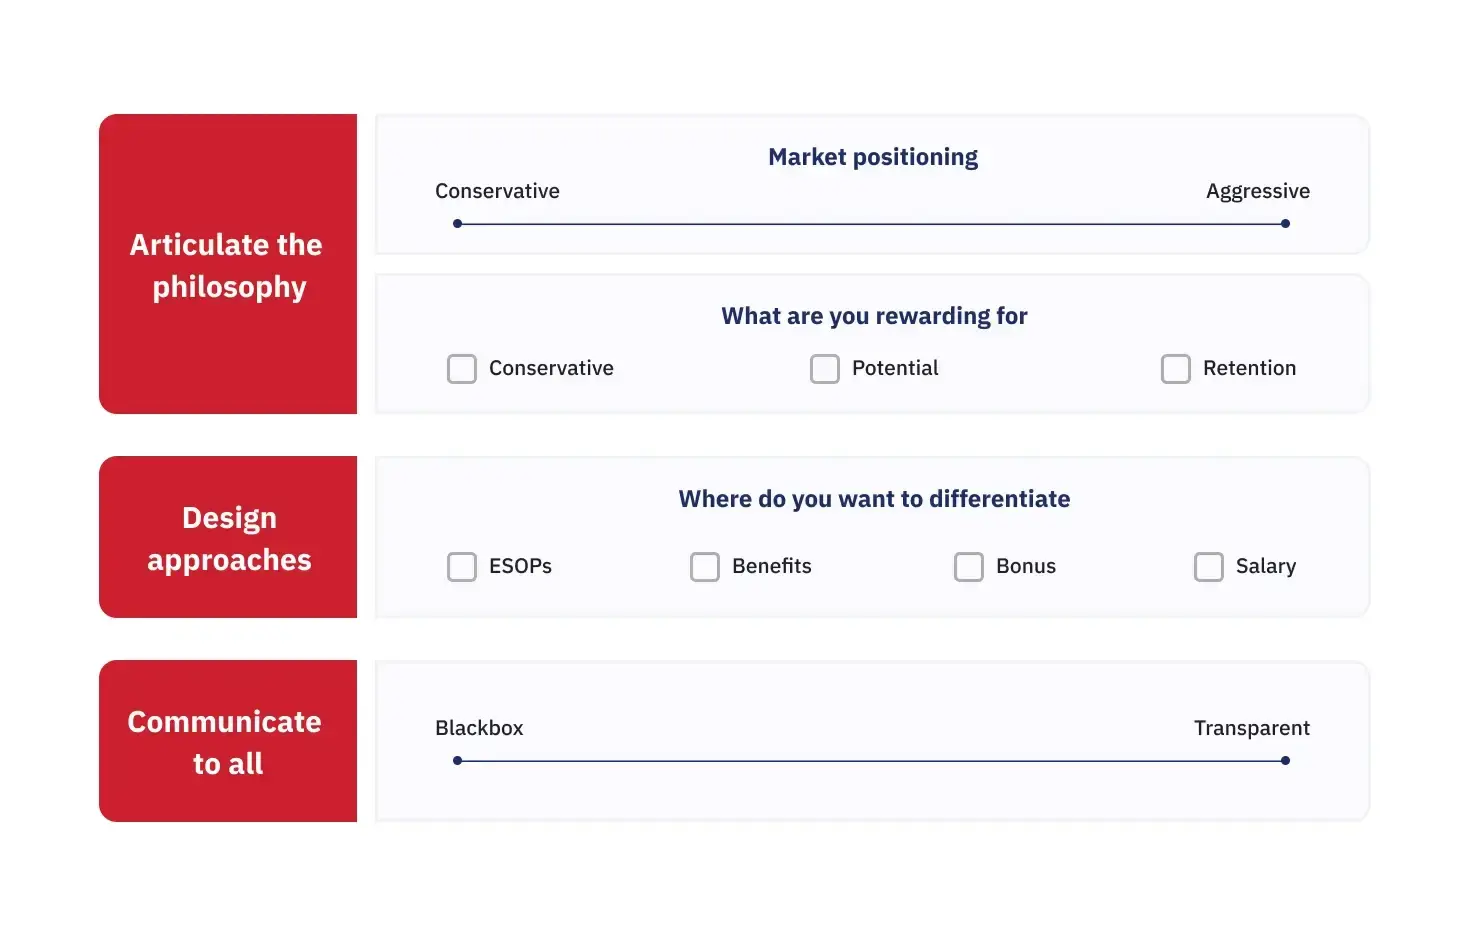 Articulate the
philosophy
Market positioning
Conservative
Aggressive
What are you rewarding for
Conservative
Potential
Retention
Design
approaches
Where do you want to differentiate
ESOPs
Benefits
Bonus
Salary
Communicate
to all
Blackbox
Transparent